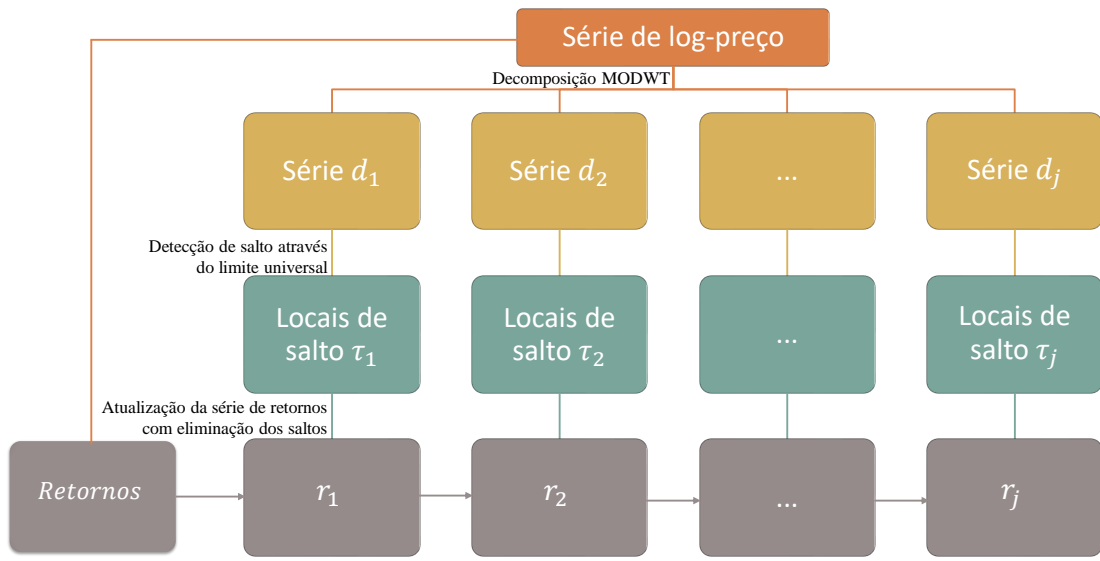 Série de log-preço
Decomposição MODWT
Série d₁
Série d₂
...
Série dⱼ
Detecção de salto através
do limite universal
Locais de
salto τ₁
Locais de
salto τ₂
...
Locais de
salto τⱼ
Atualização da série de retornos
com eliminação dos saltos
Retornos
r₁
r₂
...
rⱼ